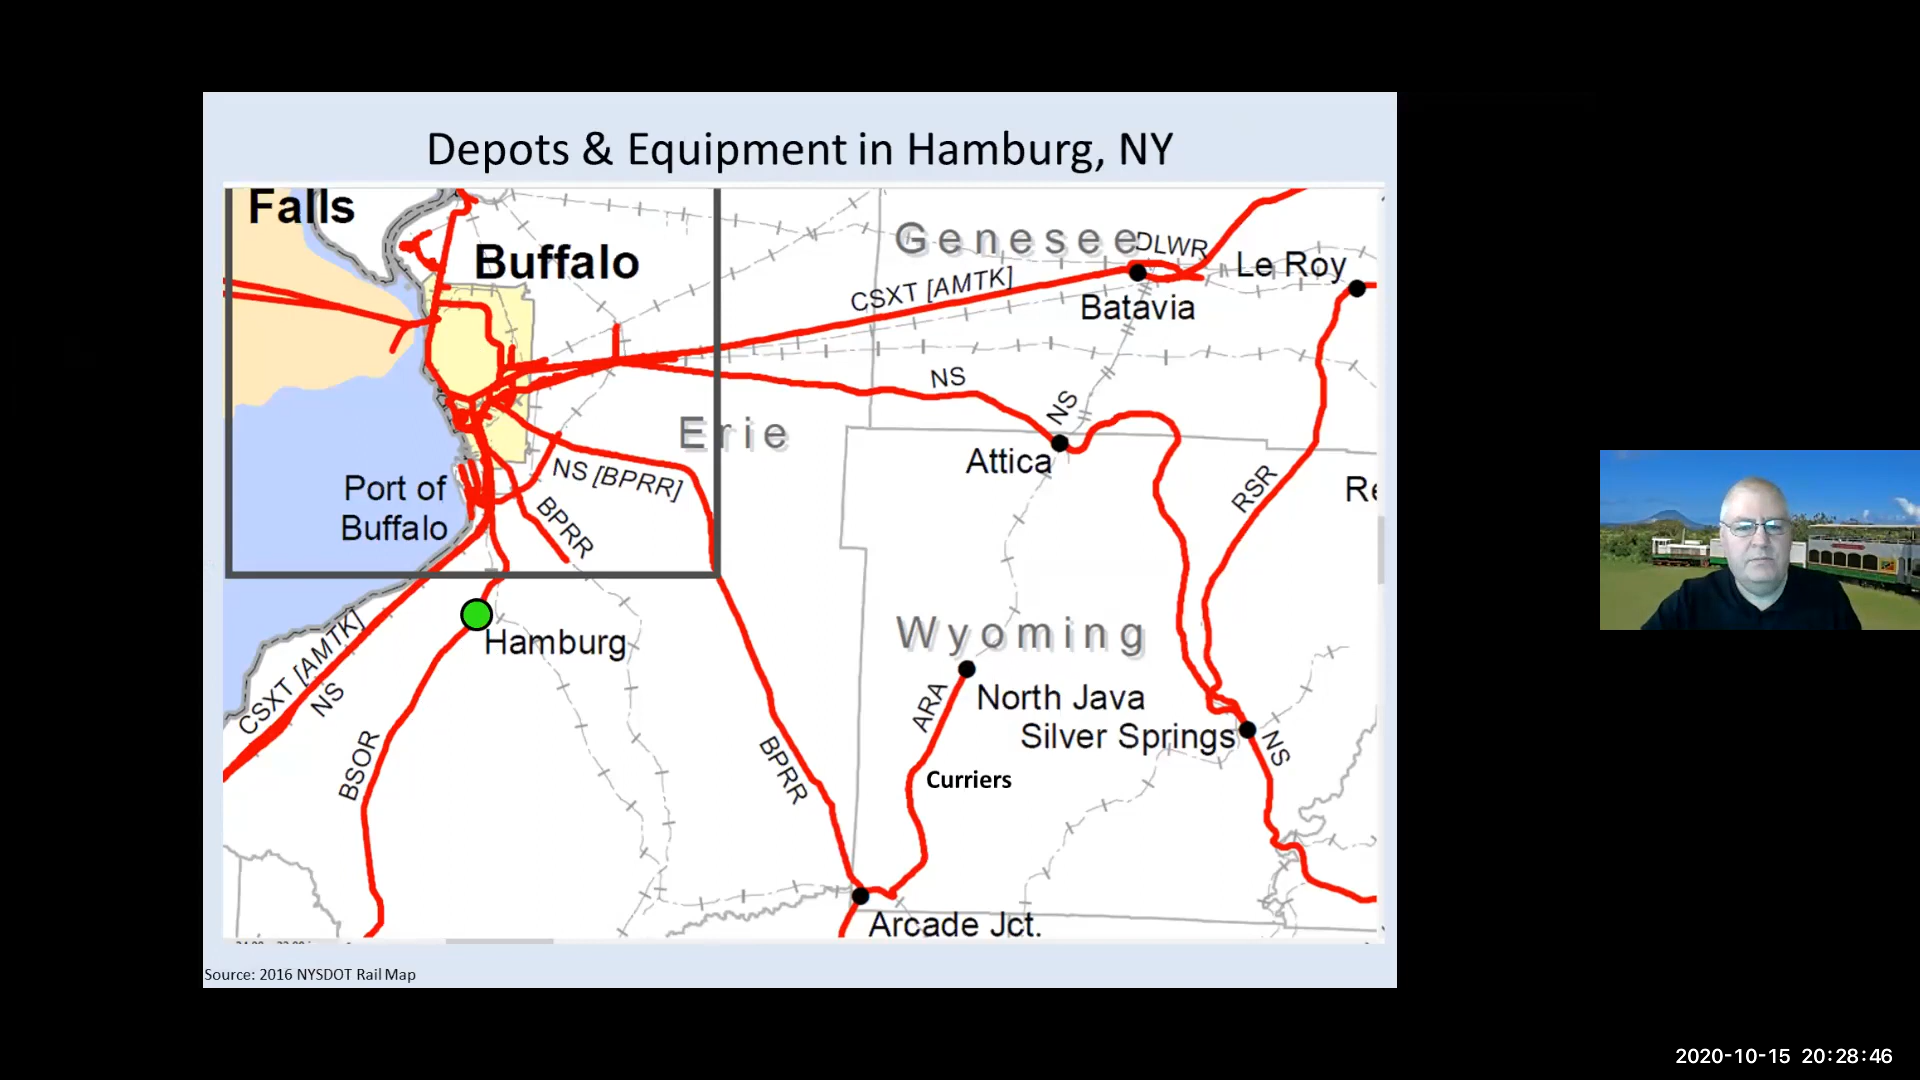 Depots & Equipment in Hamburg, NY
Falls
Buffalo
Genesee
DLWR
Le Roy
CSXT [AMTK]
Batavia
NS
NS
Erie
Attica
NS [BPRR]
RSR
Port of
Buffalo
BPRR
Hamburg
Wyoming
CSXT [AMTK]
NS
North Java
ARA
Silver Springs
NS
BSOR
BPRR
Curriers
Arcade Jct.
Source: 2016 NYSDOT Rail Map
2020-10-15 20:28:46